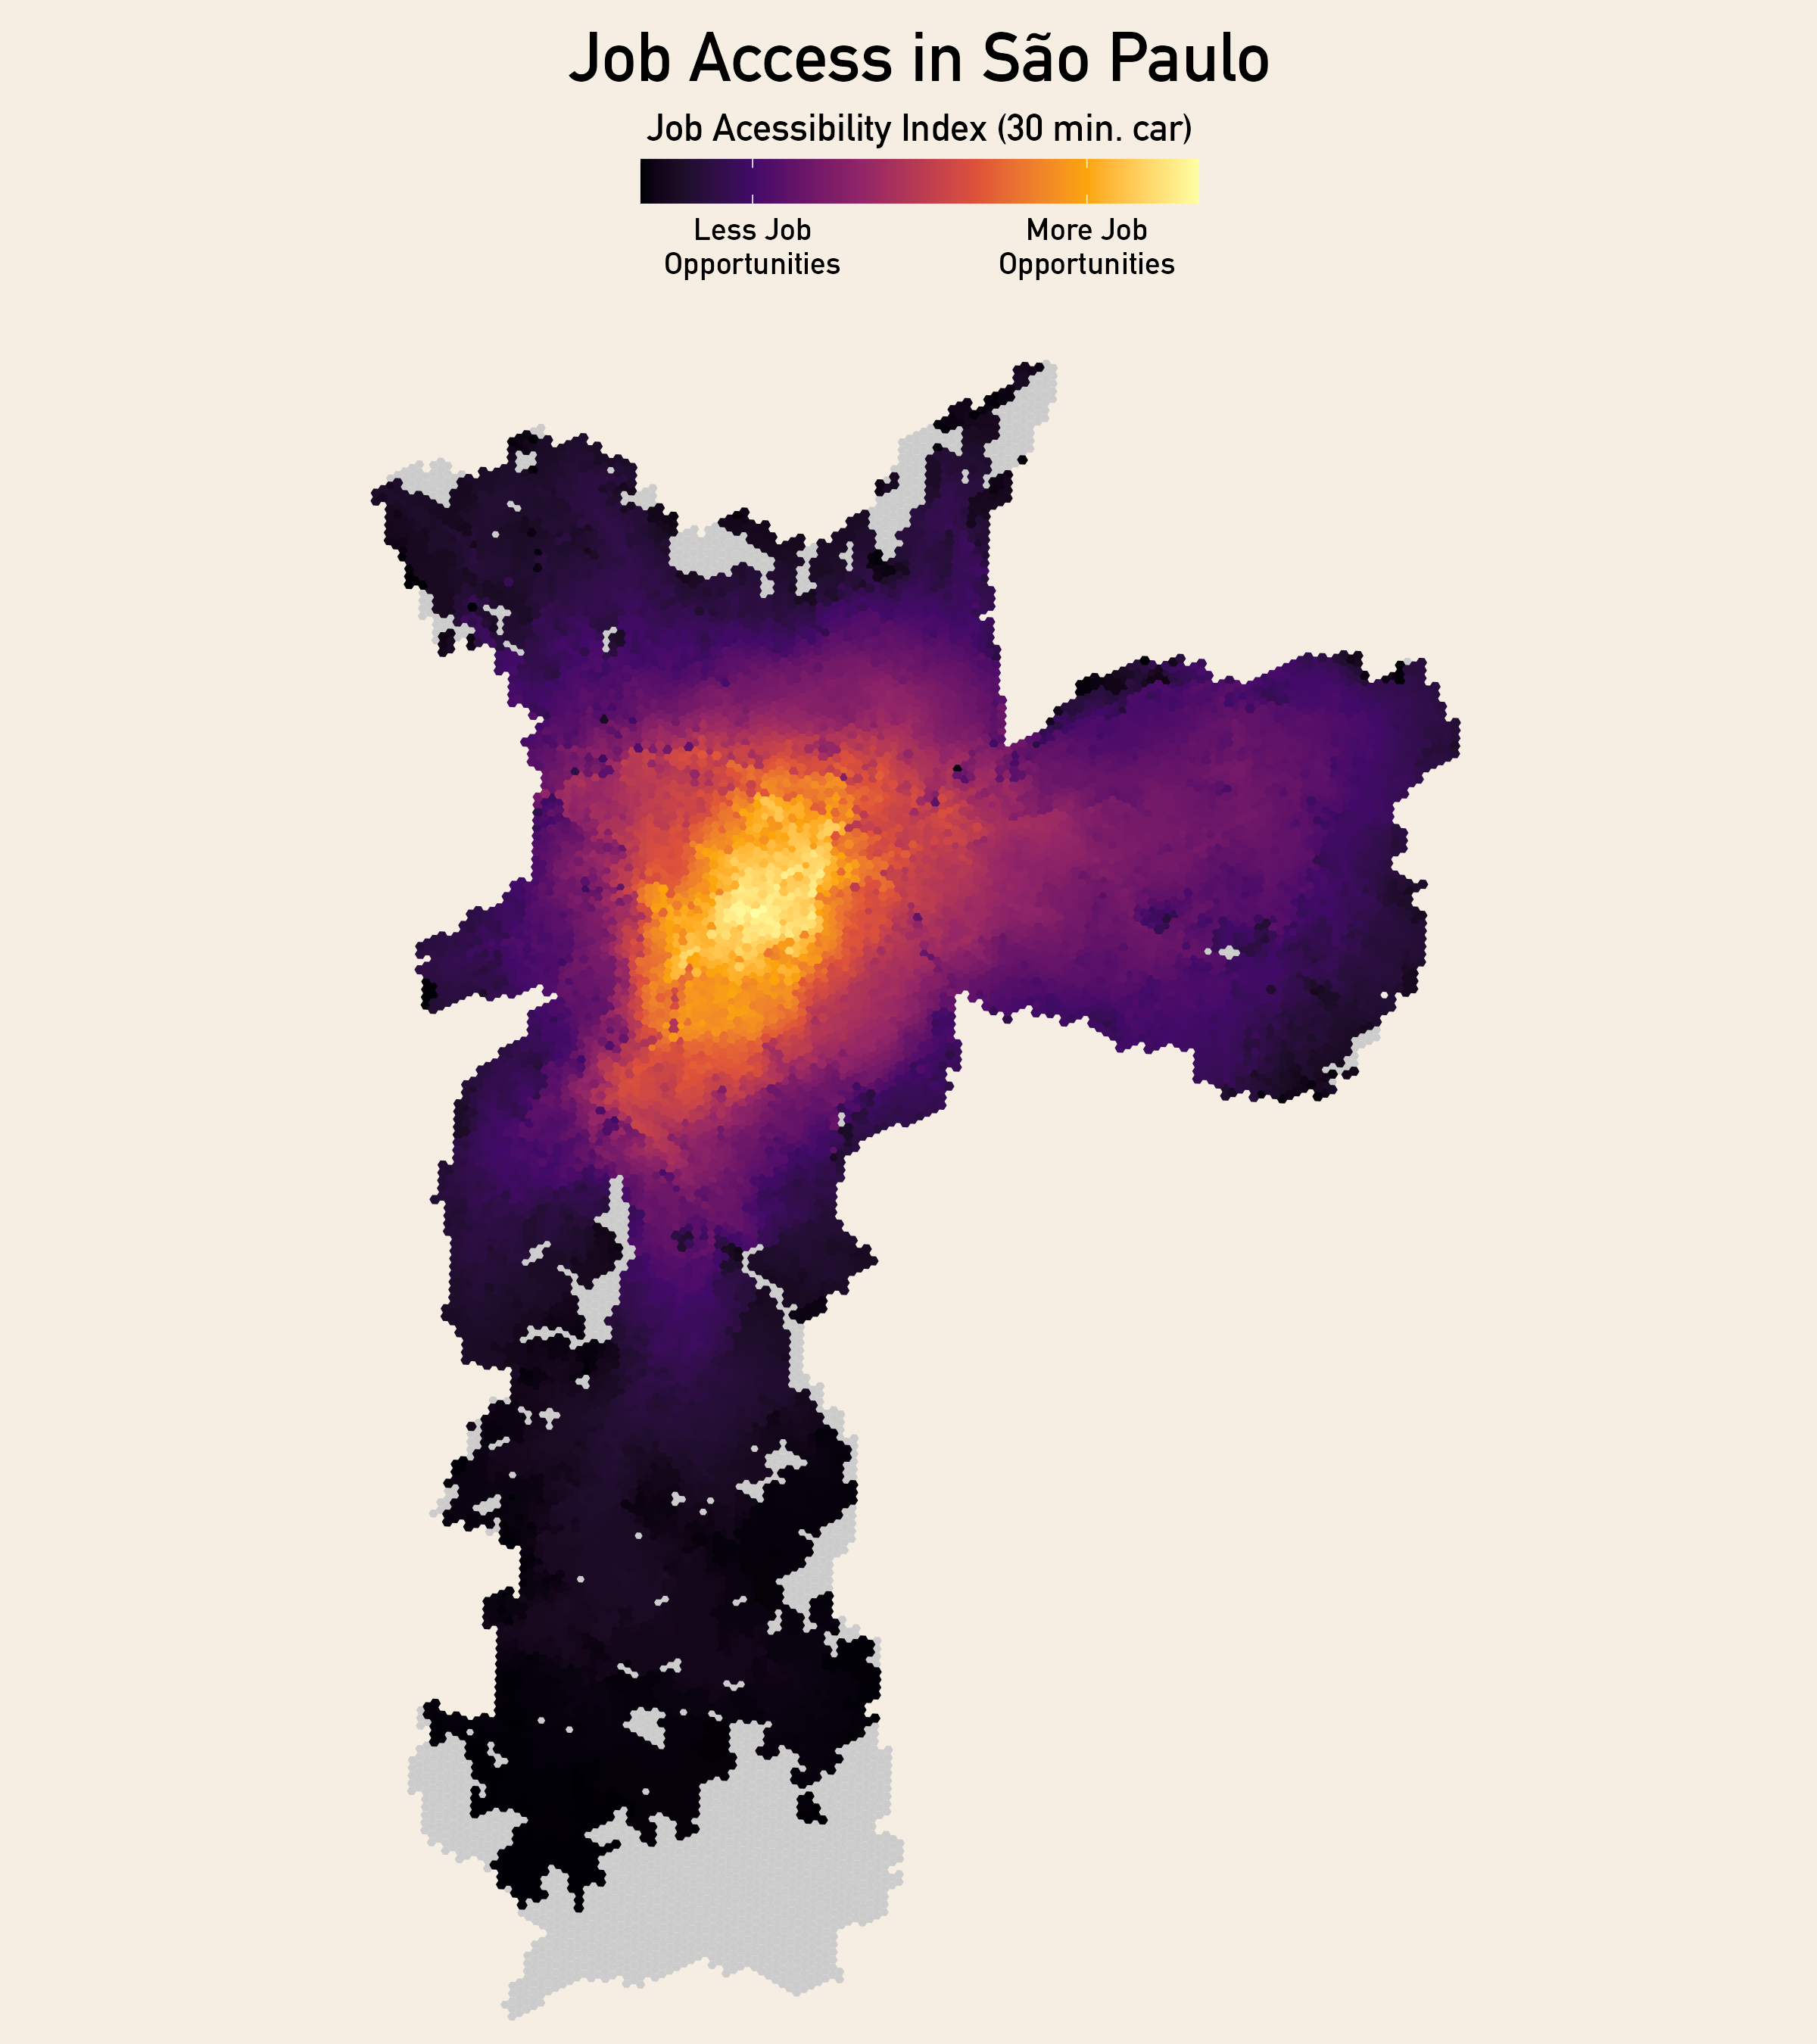 Job Access in São Paulo
Job Acessibility Index (30 min. car)
Less Job
Opportunities
More Job
Opportunities